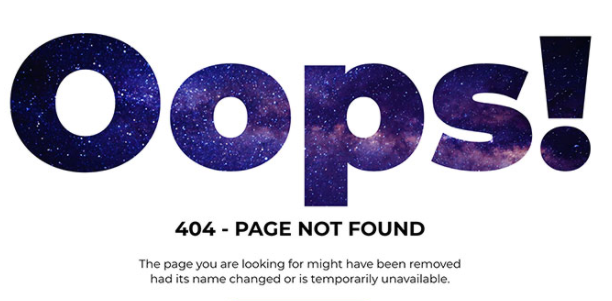 Oops!
404 - PAGE NOT FOUND
The page you are looking for might have been removed
had its name changed or is temporarily unavailable.